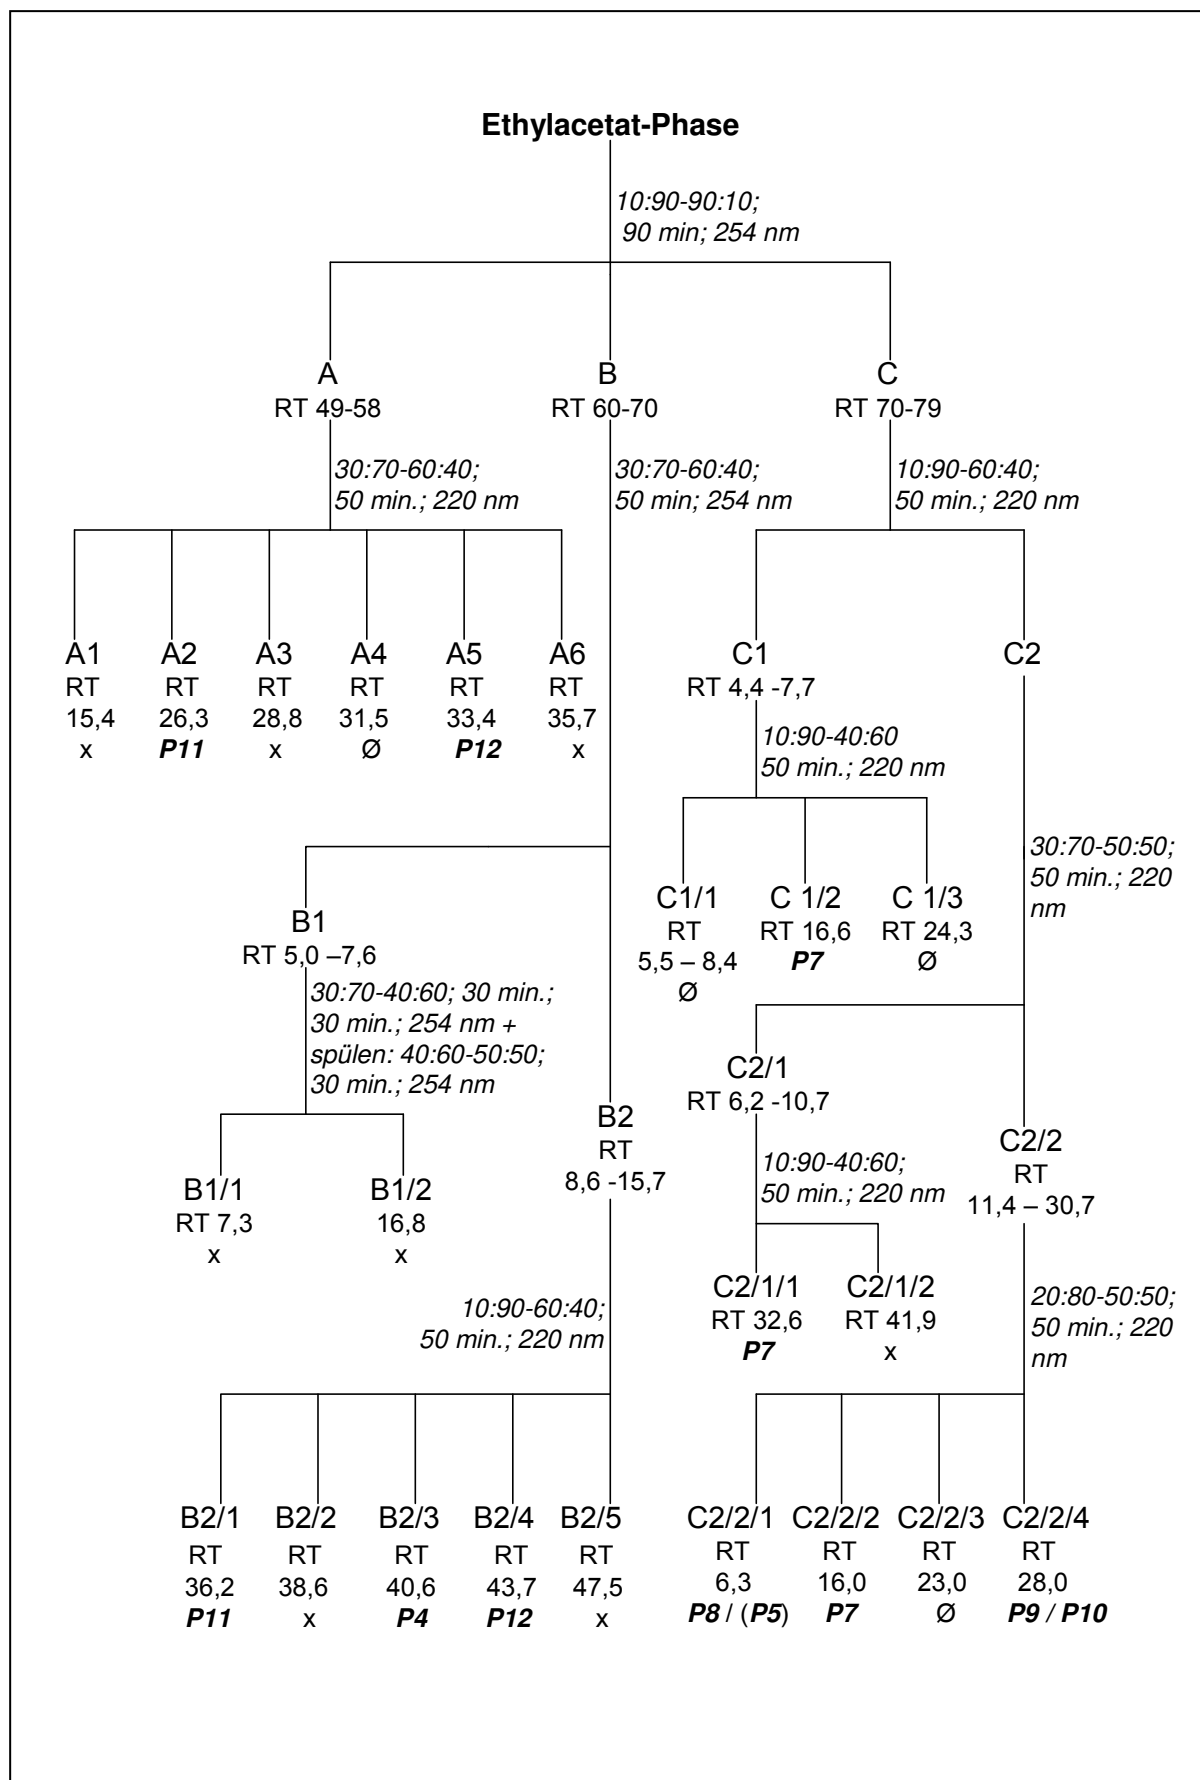 Ethylacetat-Phase
10:90-90:10;
90 min; 254 nm
A
RT 49-58
B
RT 60-70
C
RT 70-79
30:70-60:40;
50 min.; 220 nm
30:70-60:40;
50 min; 254 nm
10:90-60:40;
50 min.; 220 nm
A1
RT
15,4
x
A2
RT
26,3
P11
A3
RT
28,8
x
A4
RT
31,5
Ø
A5
RT
33,4
P12
A6
RT
35,7
x
C1
RT 4,4 -7,7
C2
10:90-40:60
50 min.; 220 nm
30:70-50:50;
50 min.; 220
nm
C1/1
RT
5,5 – 8,4
Ø
C 1/2
RT 16,6
P7
C 1/3
RT 24,3
Ø
B1
RT 5,0 –7,6
30:70-40:60; 30 min.;
30 min.; 254 nm +
spülen: 40:60-50:50;
30 min.; 254 nm
B1/1
RT 7,3
x
B1/2
16,8
x
B2
RT
8,6 -15,7
C2/1
RT 6,2 -10,7
10:90-40:60;
50 min.; 220 nm
C2/2
RT
11,4 – 30,7
C2/1/1
RT 32,6
P7
C2/1/2
RT 41,9
x
10:90-60:40;
50 min.; 220 nm
20:80-50:50;
50 min.; 220
nm
B2/1
RT
36,2
P11
B2/2
RT
38,6
x
B2/3
RT
40,6
P4
B2/4
RT
43,7
P12
B2/5
RT
47,5
x
C2/2/1
RT
6,3
P8 / (P5)
C2/2/2
RT
16,0
P7
C2/2/3
RT
23,0
Ø
C2/2/4
RT
28,0
P9 / P10